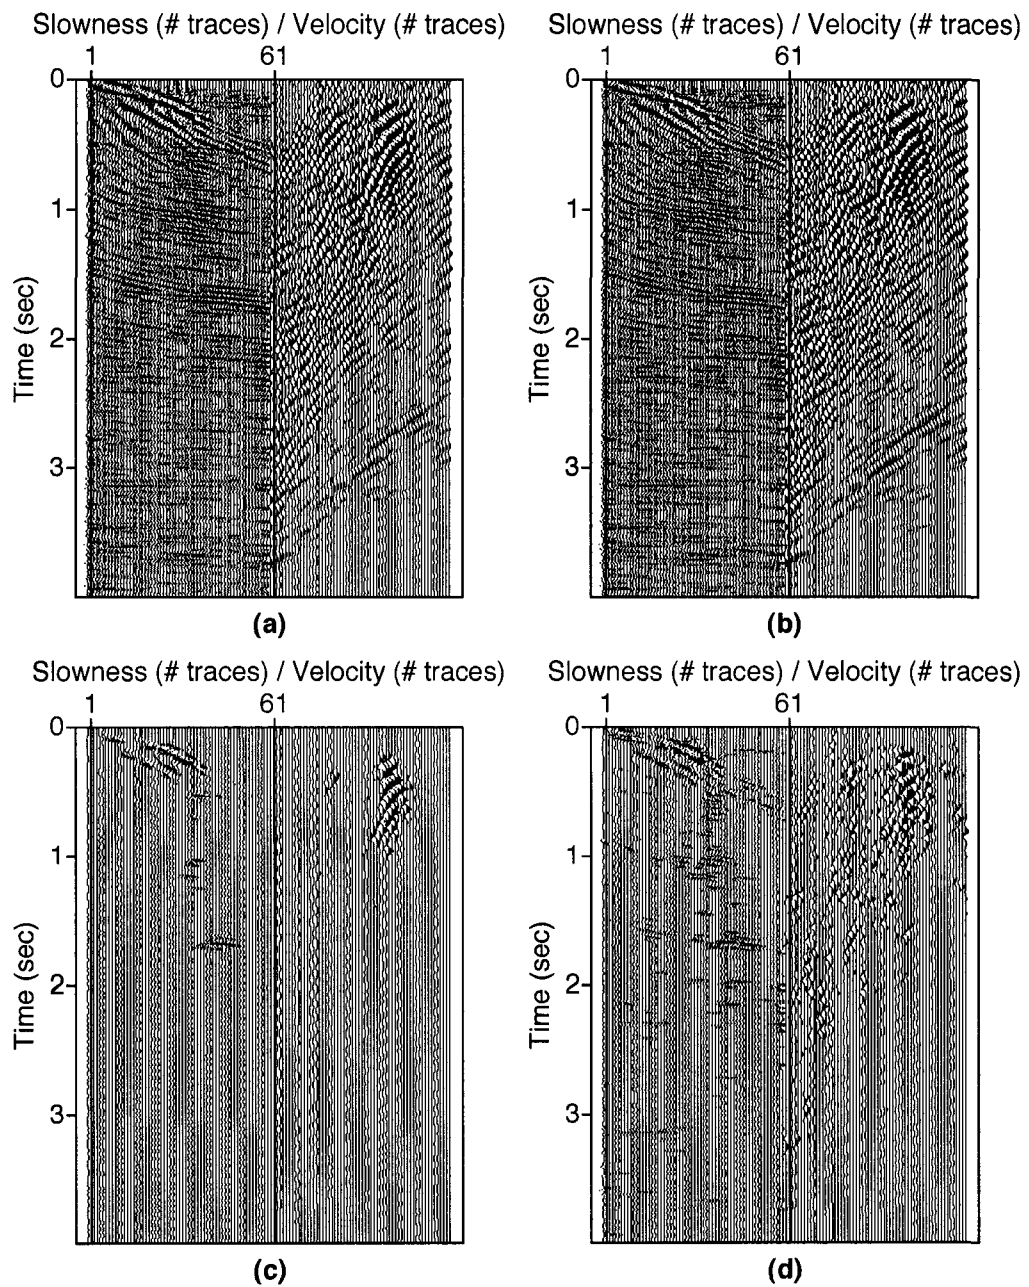 Slowness (# traces) / Velocity (# traces)
1 61
0
1
2
3
Time (sec)
(a)
Slowness (# traces) / Velocity (# traces)
1 61
0
1
2
3
Time (sec)
(b)
Slowness (# traces) / Velocity (# traces)
1 61
0
1
2
3
Time (sec)
(c)
Slowness (# traces) / Velocity (# traces)
1 61
0
1
2
3
Time (sec)
(d)